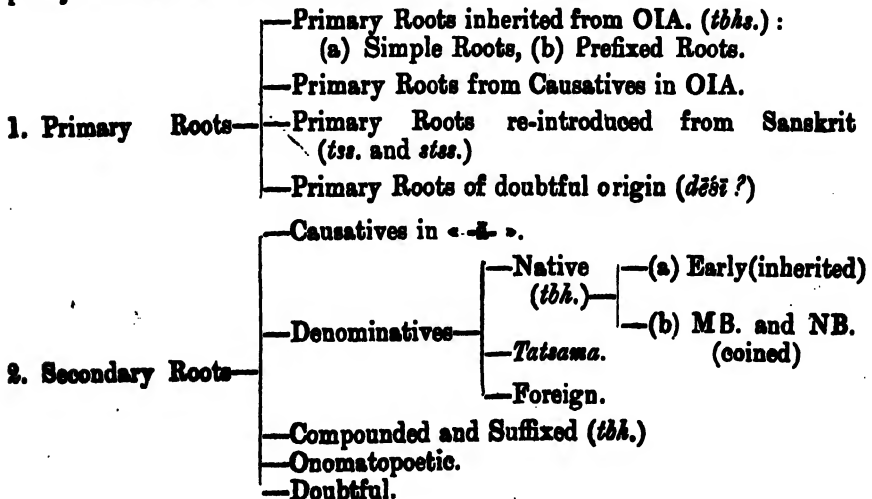 —Primary Roots inherited from OIA. (tbhs.) :
(a) Simple Roots, (b) Prefixed Roots.
—Primary Roots from Causatives in OIA.
1. Primary Roots— —Primary Roots re-introduced from Sanskrit
(tss. and stss.)
—Primary Roots of doubtful origin (dēśī ?)
—Causatives in « -ā- ».
—Native —(a) Early (inherited)
(tbh.)—
—Denominatives— —(b) MB. and NB.
(coined)
—Tatsama.
2. Secondary Roots—
—Foreign.
—Compounded and Suffixed (tbh.)
—Onomatopoetic.
—Doubtful.